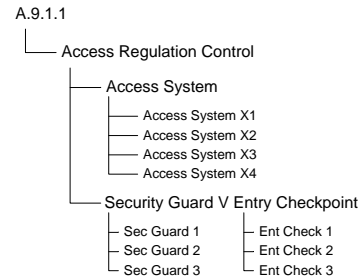 A.9.1.1
Access Regulation Control
Access System
Access System X1
Access System X2
Access System X3
Access System X4
Security Guard V Entry Checkpoint
Sec Guard 1
Ent Check 1
Sec Guard 2
Ent Check 2
Sec Guard 3
Ent Check 3